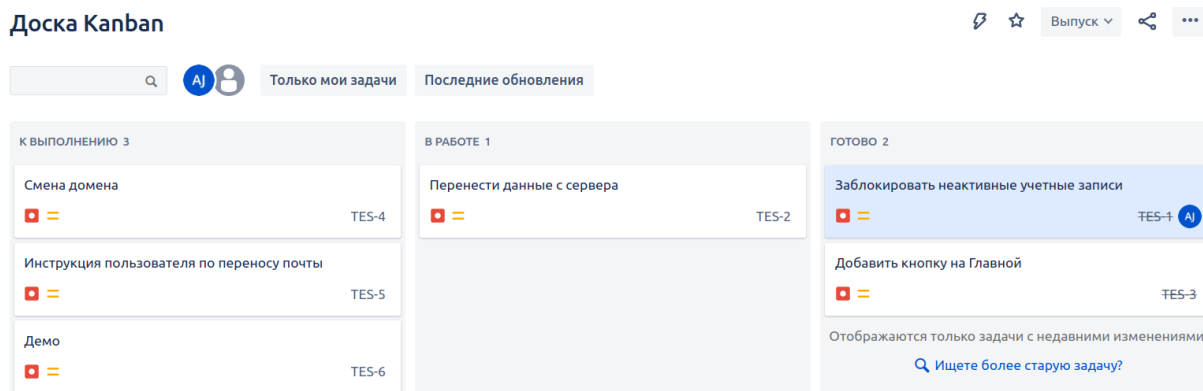 Доска Kanban
Выпуск
AJ
Только мои задачи
Последние обновления
К ВЫПОЛНЕНИЮ 3
Смена домена
TES-4
Инструкция пользователя по переносу почты
TES-5
Демо
TES-6
В РАБОТЕ 1
Перенести данные с сервера
TES-2
ГОТОВО 2
Заблокировать неактивные учетные записи
TES-1 AJ
Добавить кнопку на Главной
TES-3
Отображаются только задачи с недавними изменениями
Ищете более старую задачу?